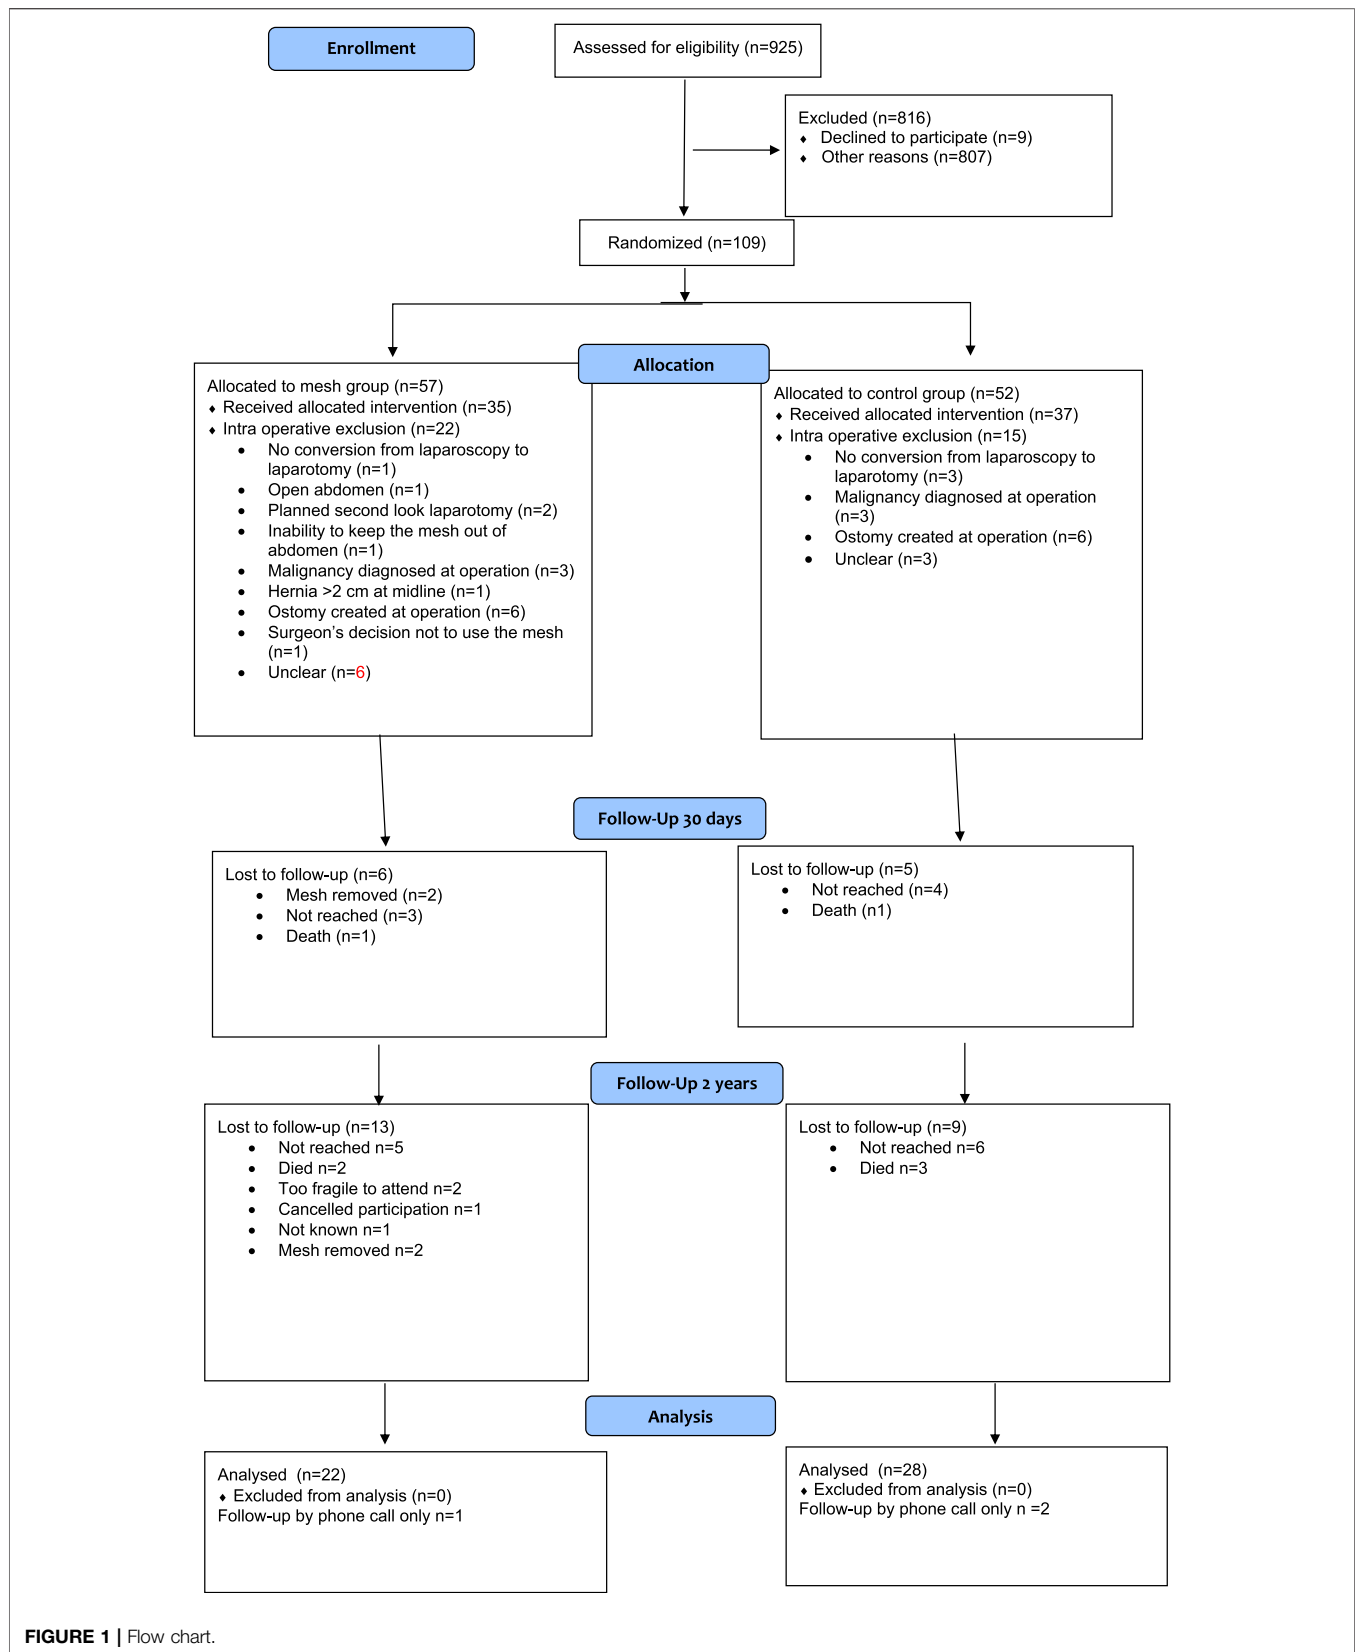 Enrollment
Assessed for eligibility (n=925)
Excluded (n=816)
⬧ Declined to participate (n=9)
⬧ Other reasons (n=807)
Randomized (n=109)
Allocation
Allocated to mesh group (n=57)
⬧ Received allocated intervention (n=35)
⬧ Intra operative exclusion (n=22)
• No conversion from laparoscopy to
laparotomy (n=1)
• Open abdomen (n=1)
• Planned second look laparotomy (n=2)
• Inability to keep the mesh out of
abdomen (n=1)
• Malignancy diagnosed at operation (n=3)
• Hernia >2 cm at midline (n=1)
• Ostomy created at operation (n=6)
• Surgeon's decision not to use the mesh
(n=1)
• Unclear (n=6)
Allocated to control group (n=52)
⬧ Received allocated intervention (n=37)
⬧ Intra operative exclusion (n=15)
• No conversion from laparoscopy to
laparotomy (n=3)
• Malignancy diagnosed at operation
(n=3)
• Ostomy created at operation (n=6)
• Unclear (n=3)
Follow-Up 30 days
Lost to follow-up (n=6)
• Mesh removed (n=2)
• Not reached (n=3)
• Death (n=1)
Lost to follow-up (n=5)
• Not reached (n=4)
• Death (n1)
Follow-Up 2 years
Lost to follow-up (n=13)
• Not reached n=5
• Died n=2
• Too fragile to attend n=2
• Cancelled participation n=1
• Not known n=1
• Mesh removed n=2
Lost to follow-up (n=9)
• Not reached n=6
• Died n=3
Analysis
Analysed (n=22)
⬧ Excluded from analysis (n=0)
Follow-up by phone call only n=1
Analysed (n=28)
⬧ Excluded from analysis (n=0)
Follow-up by phone call only n =2
FIGURE 1 | Flow chart.